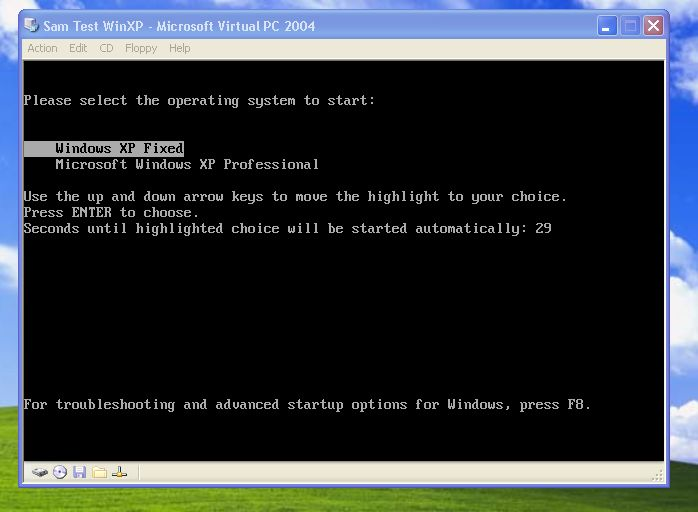 Sam Test WinXP - Microsoft Virtual PC 2004
Action Edit CD Floppy Help
Please select the operating system to start:
Windows XP Fixed
Microsoft Windows XP Professional
Use the up and down arrow keys to move the highlight to your choice.
Press ENTER to choose.
Seconds until highlighted choice will be started automatically: 29
For troubleshooting and advanced startup options for Windows, press F8.